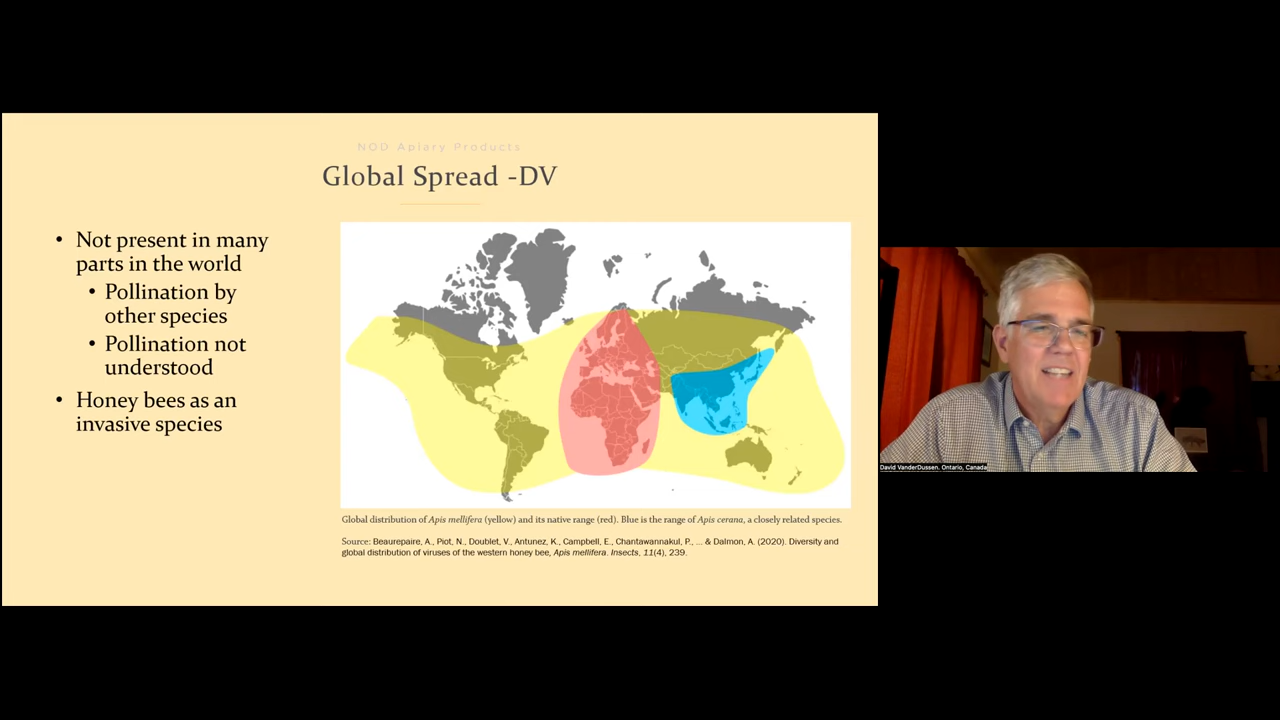 NOD Apiary Products
Global Spread -DV
• Not present in many
parts in the world
• Pollination by
other species
• Pollination not
understood
• Honey bees as an
invasive species
Global distribution of Apis mellifera (yellow) and its native range (red). Blue is the range of Apis cerana, a closely related species.
Source: Beaurepaire, A., Piot, N., Doublet, V., Antunez, K., Campbell, E., Chantawannakul, P., ... & Dalmon, A. (2020). Diversity and
global distribution of viruses of the western honey bee, Apis mellifera. Insects, 11(4), 239.
David VanderDussen. Ontario, Canada